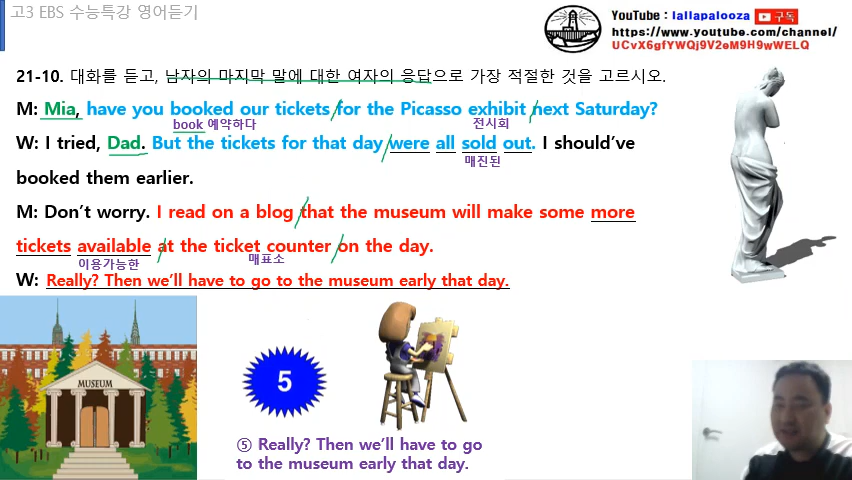 고3 EBS 수능특강 영어듣기
YouTube : lallapalooza 구독
https://www.youtube.com/channel/
UCvX6gfYWQj9V2eM9H9wWELQ
21-10. 대화를 듣고, 남자의 마지막 말에 대한 여자의 응답으로 가장 적절한 것을 고르시오.
M: Mia, have you booked our tickets for the Picasso exhibit next Saturday?
book 예약하다 전시회
W: I tried, Dad. But the tickets for that day were all sold out. I should've
매진된
booked them earlier.
M: Don't worry. I read on a blog that the museum will make some more
tickets available at the ticket counter on the day.
이용가능한 매표소
W: Really? Then we'll have to go to the museum early that day.
MUSEUM
5
⑤ Really? Then we'll have to go
to the museum early that day.